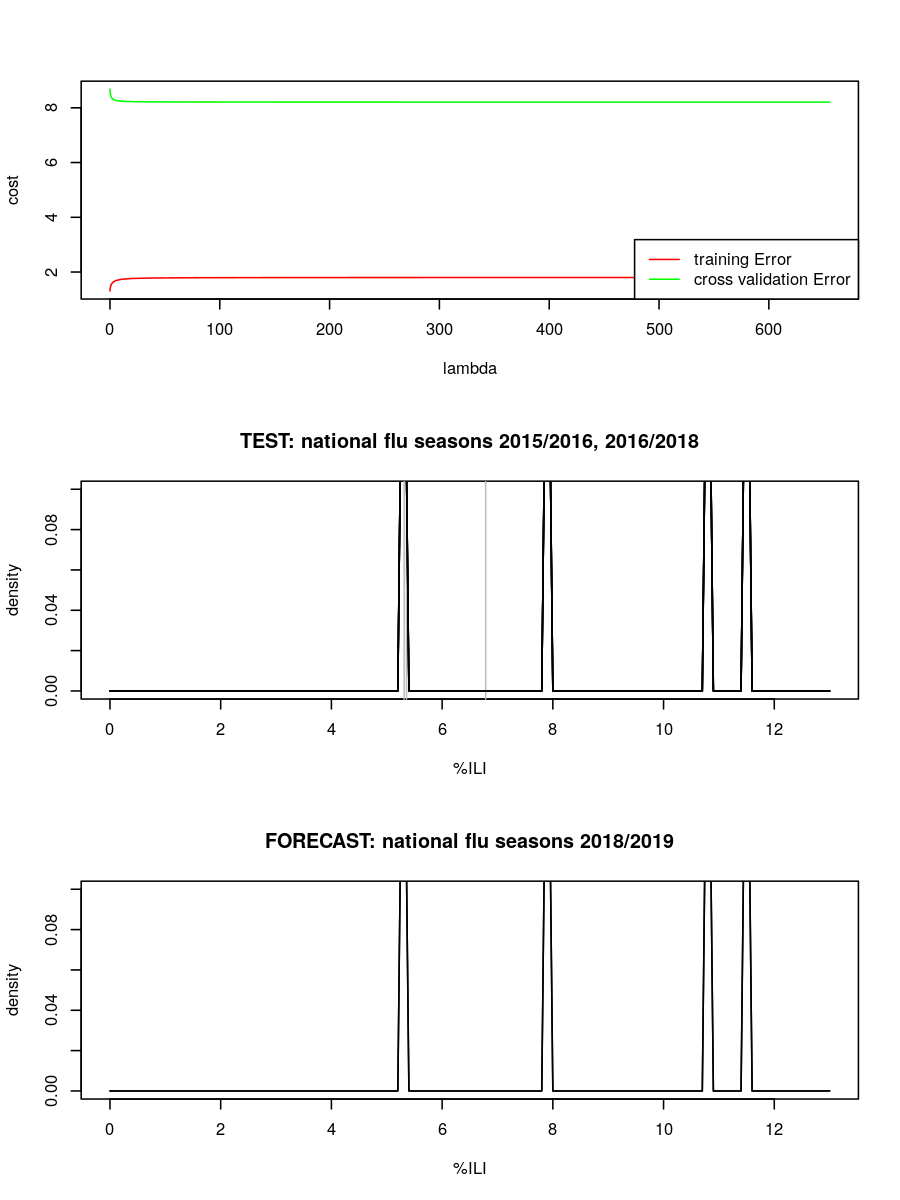 8
6
4
2
cost
training Error
cross validation Error
0 100 200 300 400 500 600
lambda
TEST: national flu seasons 2015/2016, 2016/2018
0.08
0.04
0.00
density
0 2 4 6 8 10 12
%ILI
FORECAST: national flu seasons 2018/2019
0.08
0.04
0.00
density
0 2 4 6 8 10 12
%ILI